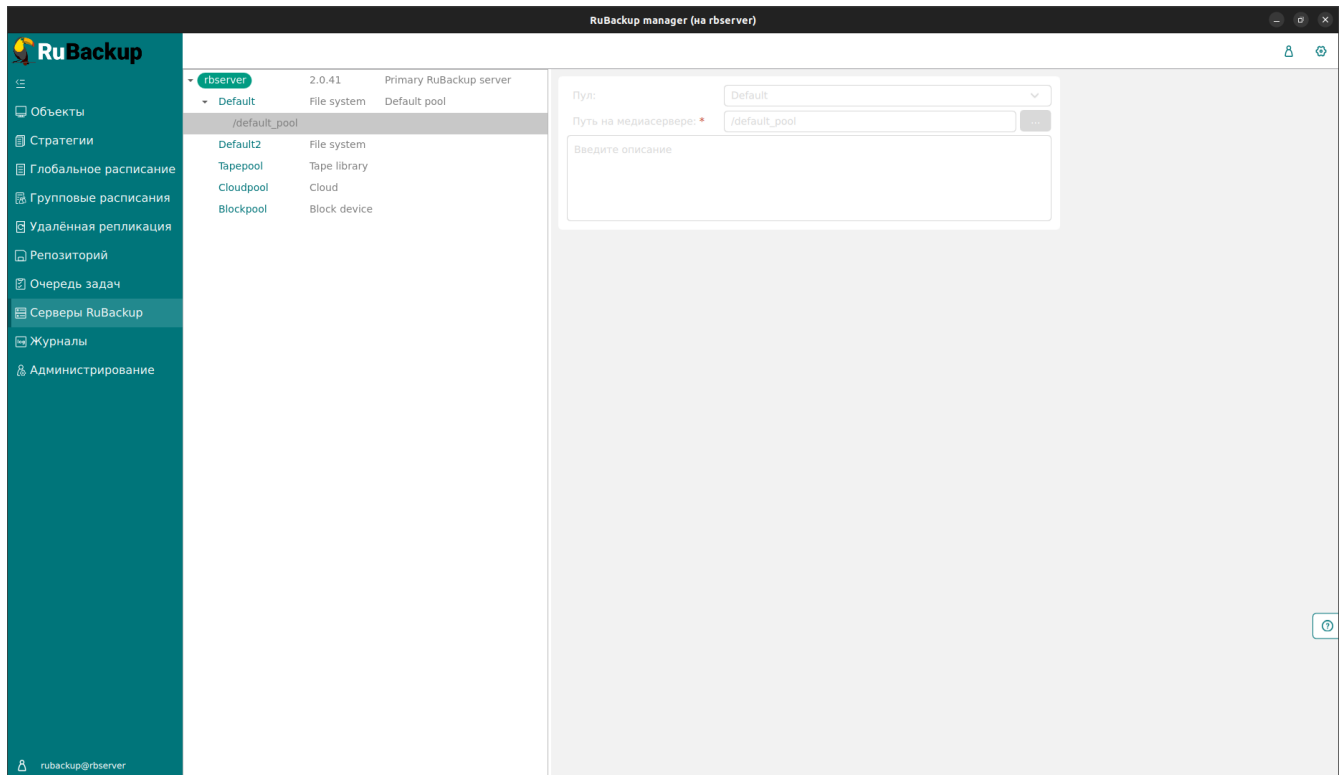 RuBackup manager (на rbserver)
RuBackup
Объекты
Стратегии
Глобальное расписание
Групповые расписания
Удалённая репликация
Репозиторий
Очередь задач
Серверы RuBackup
Журналы
Администрирование
rubackup@rbserver
rbserver 2.0.41 Primary RuBackup server
Default File system Default pool
/default_pool
Default2 File system
Tapepool Tape library
Cloudpool Cloud
Blockpool Block device
Пул: Default
Путь на медиасервере: * /default_pool ...
Введите описание